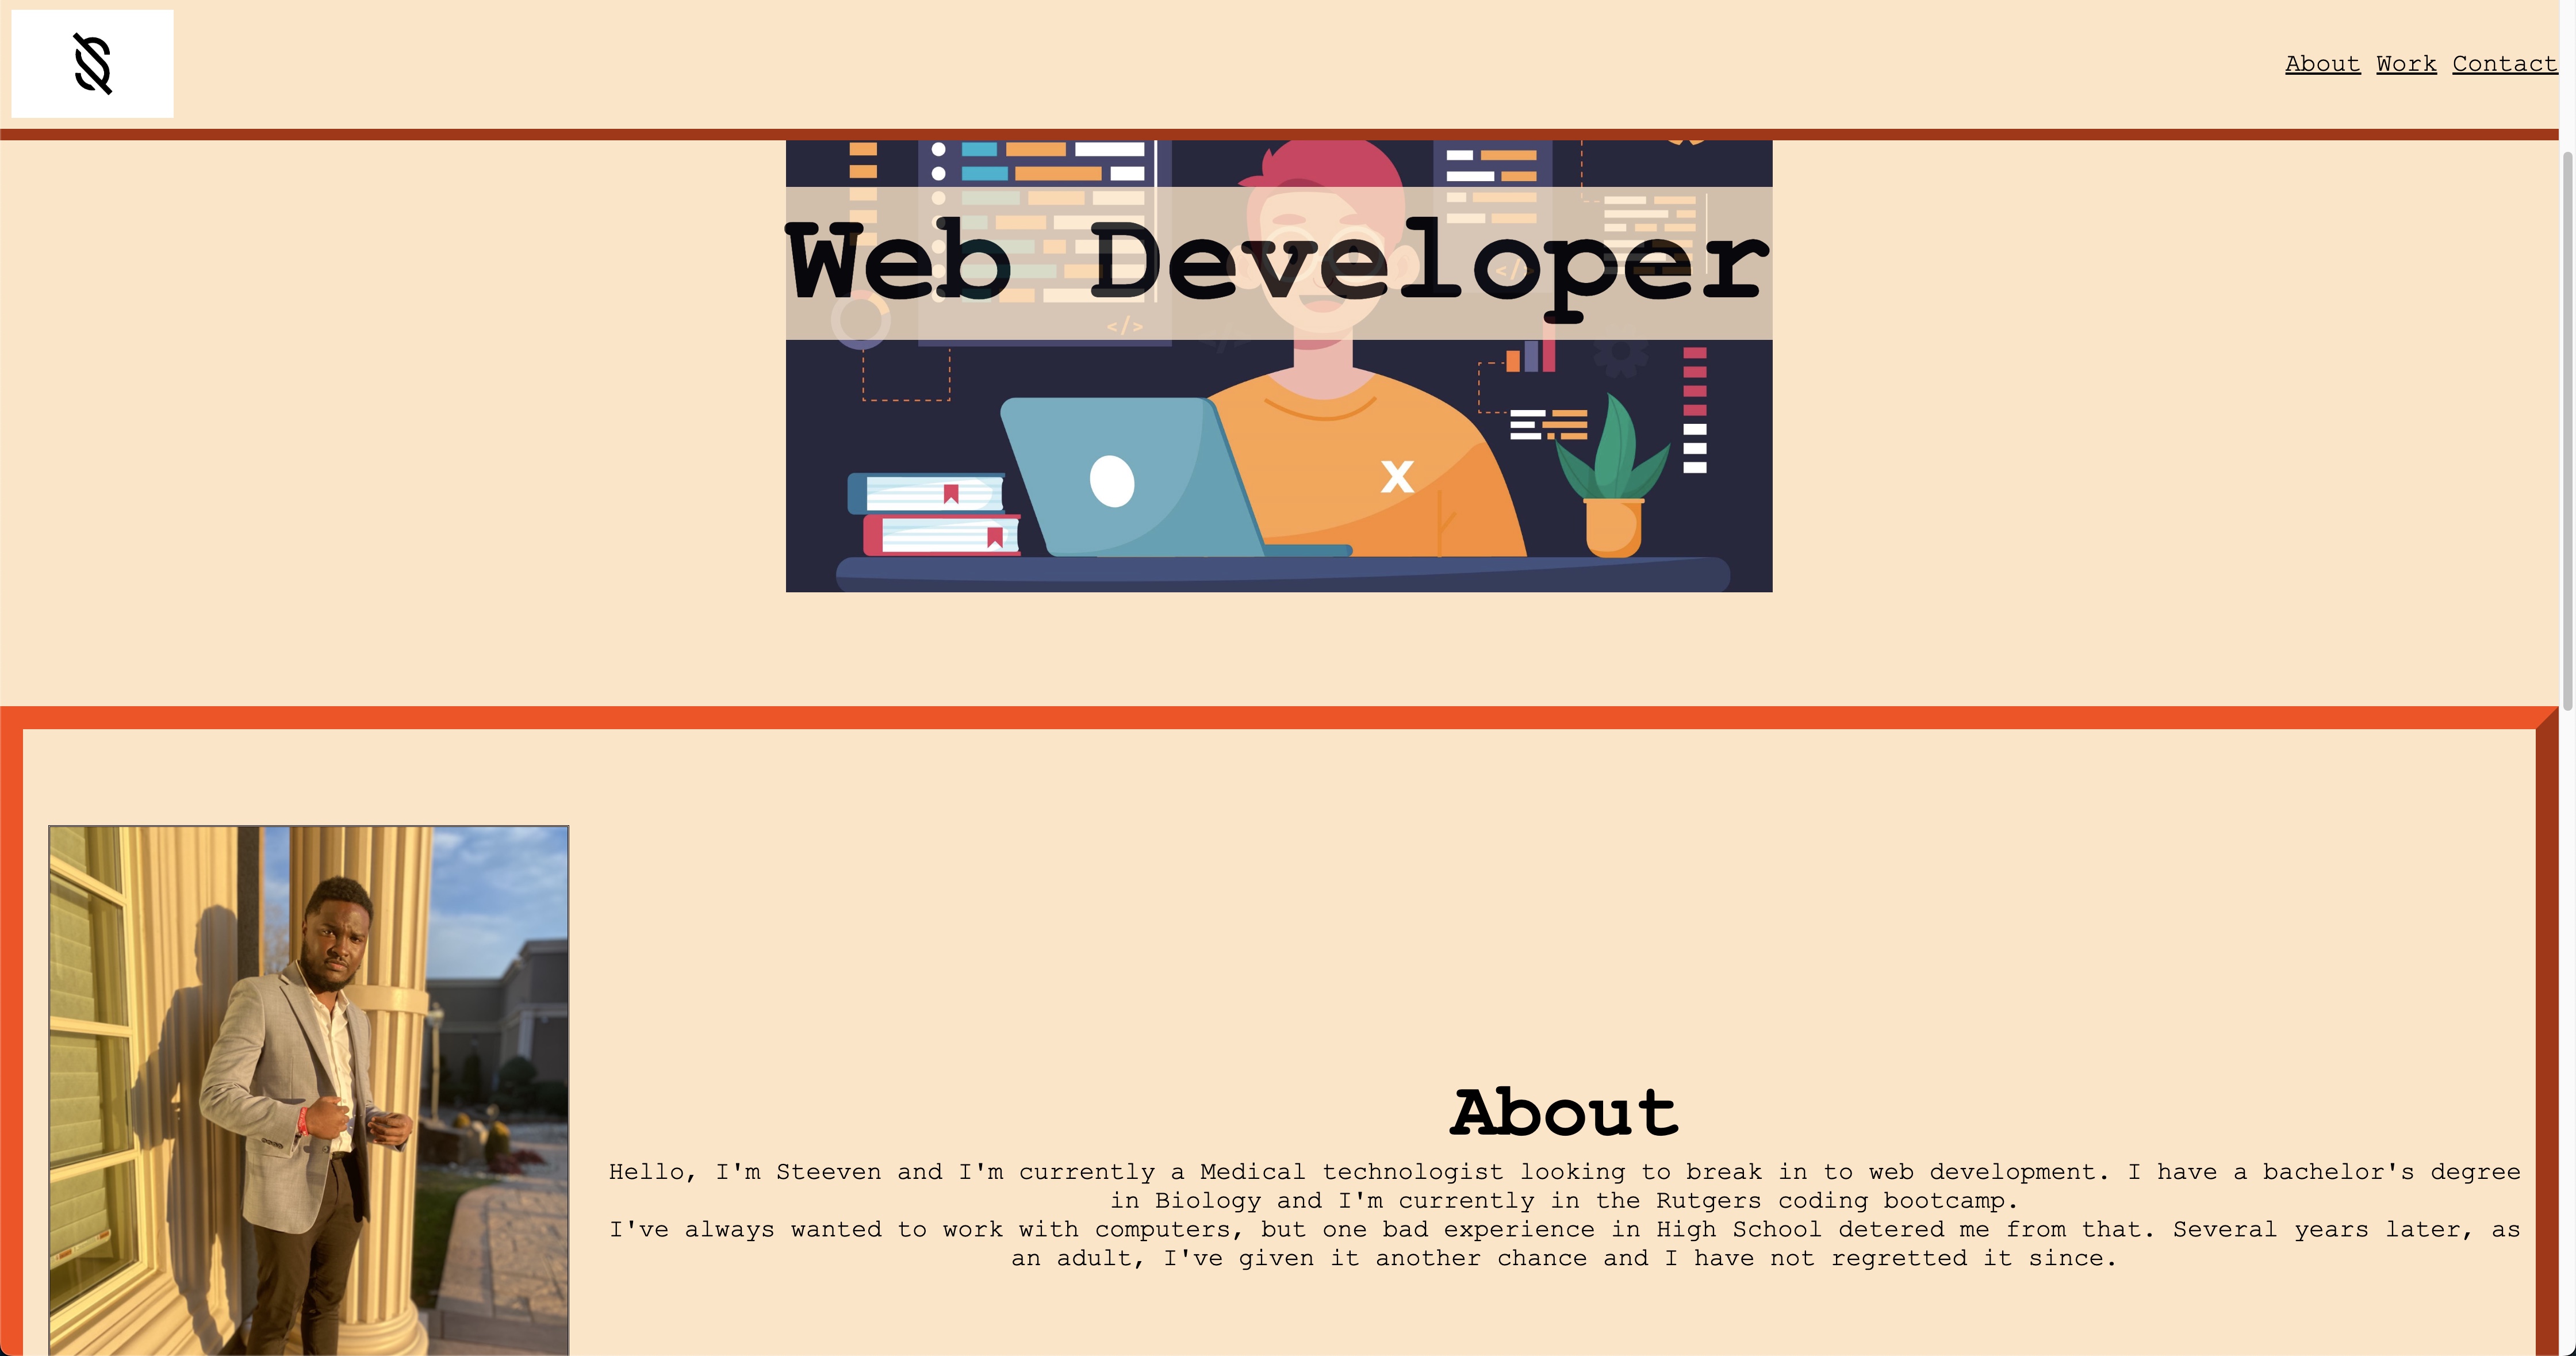 About Work Contact
Web Developer
</>
</>
X
About
Hello, I'm Steeven and I'm currently a Medical technologist looking to break in to web development. I have a bachelor's degree
in Biology and I'm currently in the Rutgers coding bootcamp.
I've always wanted to work with computers, but one bad experience in High School detered me from that. Several years later, as
an adult, I've given it another chance and I have not regretted it since.